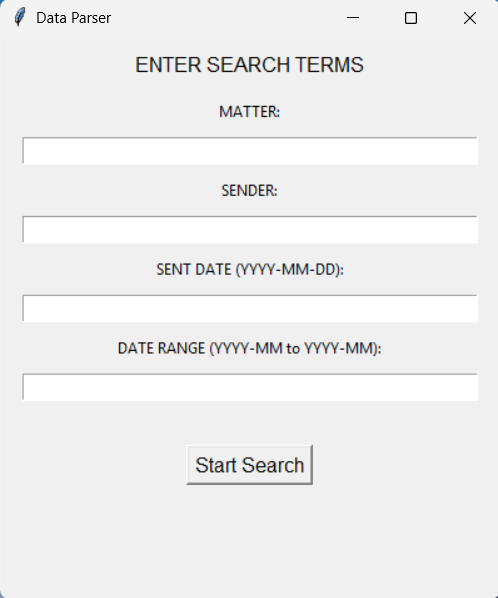 Data Parser
ENTER SEARCH TERMS
MATTER:
SENDER:
SENT DATE (YYYY-MM-DD):
DATE RANGE (YYYY-MM to YYYY-MM):
Start Search